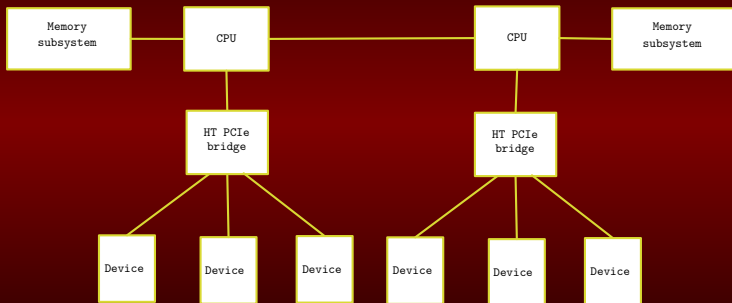 Memory
subsystem
CPU
CPU
Memory
subsystem
HT PCIe
bridge
HT PCIe
bridge
Device
Device
Device
Device
Device
Device